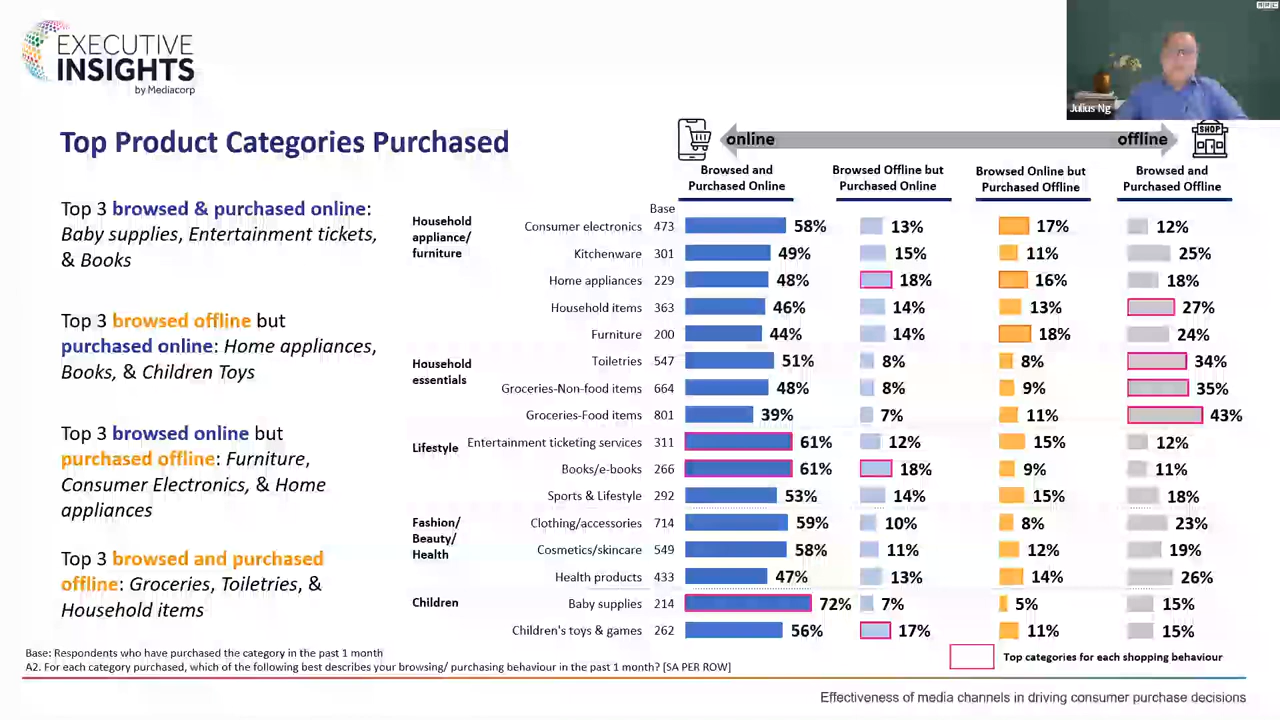 EXECUTIVE
INSIGHTS
by Mediacorp
Julius Ng
Top Product Categories Purchased
online
offline
SHOP
Top 3 browsed & purchased online:
Baby supplies, Entertainment tickets,
& Books
Top 3 browsed offline but
purchased online: Home appliances,
Books, & Children Toys
Top 3 browsed online but
purchased offline: Furniture,
Consumer Electronics, & Home
appliances
Top 3 browsed and purchased
offline: Groceries, Toiletries, &
Household items
Browsed and
Purchased Online
Browsed Offline but
Purchased Online
Browsed Online but
Purchased Offline
Browsed and
Purchased Offline
Base
Household
appliance/
furniture
Consumer electronics 473 58% 13% 17% 12%
Kitchenware 301 49% 15% 11% 25%
Home appliances 229 48% 18% 16% 18%
Household items 363 46% 14% 13% 27%
Furniture 200 44% 14% 18% 24%
Household
essentials
Toiletries 547 51% 8% 8% 34%
Groceries-Non-food items 664 48% 8% 9% 35%
Groceries-Food items 801 39% 7% 11% 43%
Lifestyle
Entertainment ticketing services 311 61% 12% 15% 12%
Books/e-books 266 61% 18% 9% 11%
Sports & Lifestyle 292 53% 14% 15% 18%
Fashion/
Beauty/
Health
Clothing/accessories 714 59% 10% 8% 23%
Cosmetics/skincare 549 58% 11% 12% 19%
Health products 433 47% 13% 14% 26%
Children
Baby supplies 214 72% 7% 5% 15%
Children's toys & games 262 56% 17% 11% 15%
Base: Respondents who have purchased the category in the past 1 month
A2. For each category purchased, which of the following best describes your browsing/ purchasing behaviour in the past 1 month? [SA PER ROW]
Top categories for each shopping behaviour
Effectiveness of media channels in driving consumer purchase decisions